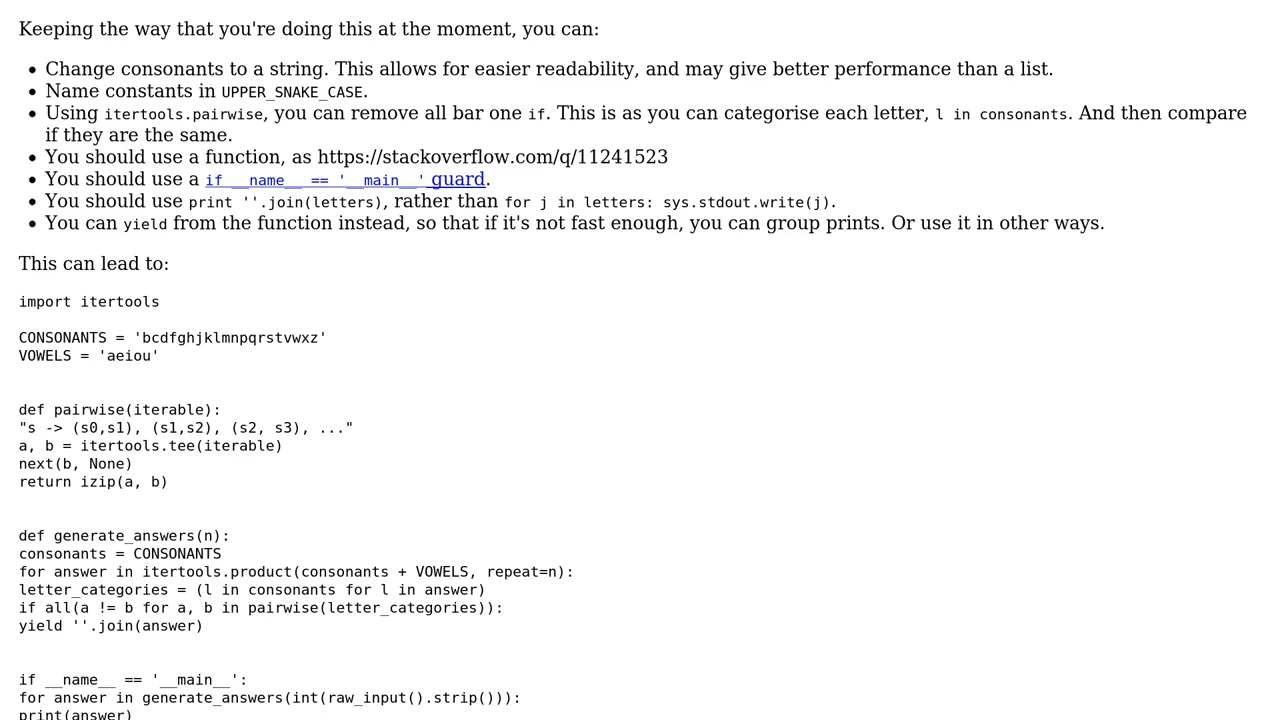 Keeping the way that you're doing this at the moment, you can:
• Change consonants to a string. This allows for easier readability, and may give better performance than a list.
• Name constants in UPPER_SNAKE_CASE.
• Using itertools.pairwise, you can remove all bar one if. This is as you can categorise each letter, l in consonants. And then compare
if they are the same.
• You should use a function, as https://stackoverflow.com/q/11241523
• You should use a if __name__ == '__main__' guard.
• You should use print ''.join(letters), rather than for j in letters: sys.stdout.write(j).
• You can yield from the function instead, so that if it's not fast enough, you can group prints. Or use it in other ways.
This can lead to:
import itertools
CONSONANTS = 'bcdfghjklmnpqrstvwxz'
VOWELS = 'aeiou'
def pairwise(iterable):
"s -> (s0,s1), (s1,s2), (s2, s3), ..."
a, b = itertools.tee(iterable)
next(b, None)
return izip(a, b)
def generate_answers(n):
consonants = CONSONANTS
for answer in itertools.product(consonants + VOWELS, repeat=n):
letter_categories = (l in consonants for l in answer)
if all(a != b for a, b in pairwise(letter_categories)):
yield ''.join(answer)
if __name__ == '__main__':
for answer in generate_answers(int(raw_input().strip())):
print(answer)